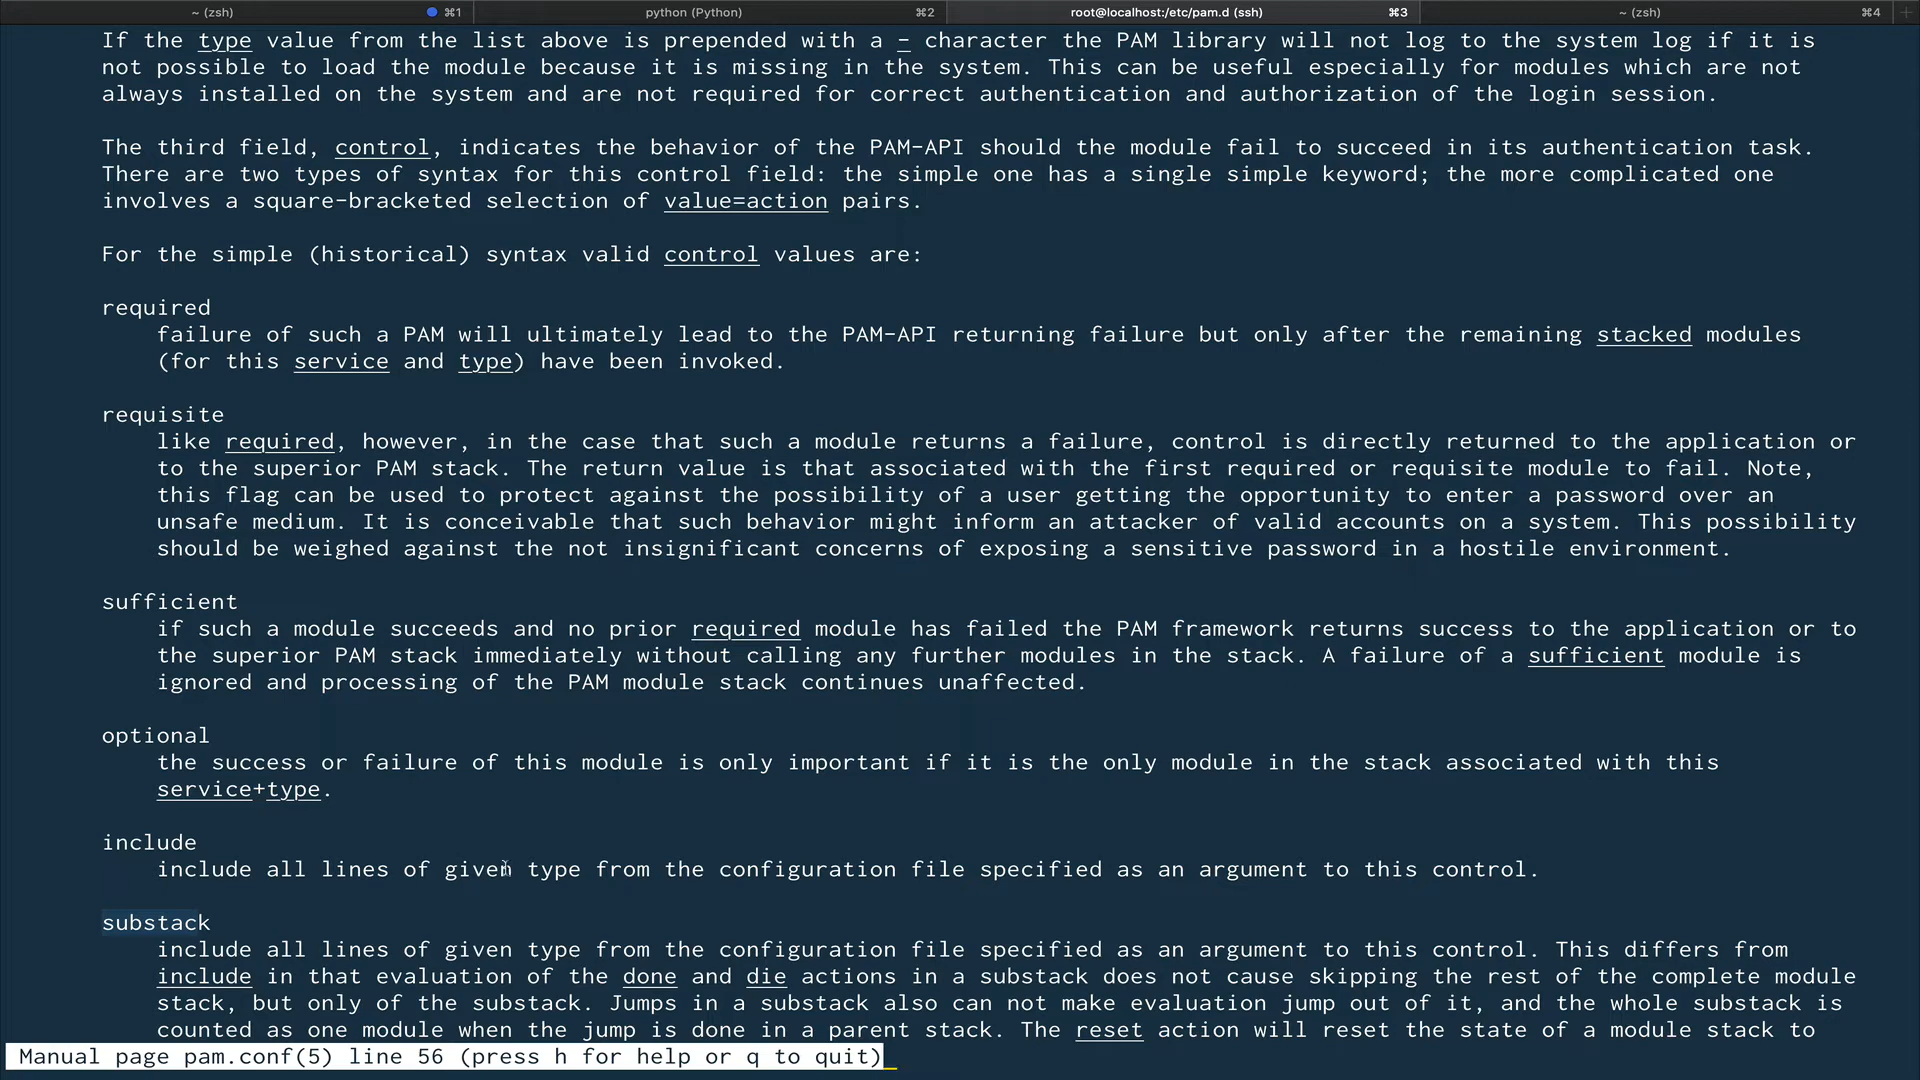 ~ (zsh) ⌘1 python (Python) ⌘2 root@localhost:/etc/pam.d (ssh) ⌘3 ~ (zsh) ⌘4 +
If the type value from the list above is prepended with a - character the PAM library will not log to the system log if it is
not possible to load the module because it is missing in the system. This can be useful especially for modules which are not
always installed on the system and are not required for correct authentication and authorization of the login session.
The third field, control, indicates the behavior of the PAM-API should the module fail to succeed in its authentication task.
There are two types of syntax for this control field: the simple one has a single simple keyword; the more complicated one
involves a square-bracketed selection of value=action pairs.
For the simple (historical) syntax valid control values are:
required
failure of such a PAM will ultimately lead to the PAM-API returning failure but only after the remaining stacked modules
(for this service and type) have been invoked.
requisite
like required, however, in the case that such a module returns a failure, control is directly returned to the application or
to the superior PAM stack. The return value is that associated with the first required or requisite module to fail. Note,
this flag can be used to protect against the possibility of a user getting the opportunity to enter a password over an
unsafe medium. It is conceivable that such behavior might inform an attacker of valid accounts on a system. This possibility
should be weighed against the not insignificant concerns of exposing a sensitive password in a hostile environment.
sufficient
if such a module succeeds and no prior required module has failed the PAM framework returns success to the application or to
the superior PAM stack immediately without calling any further modules in the stack. A failure of a sufficient module is
ignored and processing of the PAM module stack continues unaffected.
optional
the success or failure of this module is only important if it is the only module in the stack associated with this
service+type.
include
include all lines of given type from the configuration file specified as an argument to this control.
substack
include all lines of given type from the configuration file specified as an argument to this control. This differs from
include in that evaluation of the done and die actions in a substack does not cause skipping the rest of the complete module
stack, but only of the substack. Jumps in a substack also can not make evaluation jump out of it, and the whole substack is
counted as one module when the jump is done in a parent stack. The reset action will reset the state of a module stack to
Manual page pam.conf(5) line 56 (press h for help or q to quit)